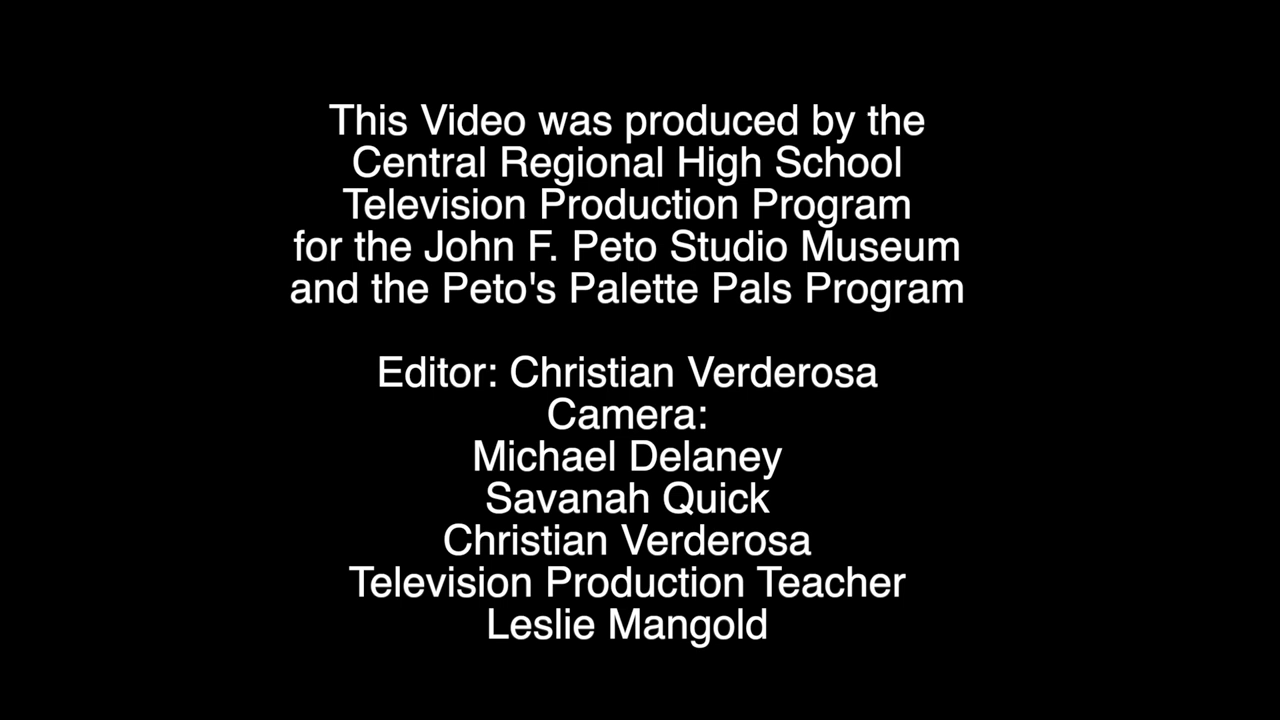 This Video was produced by the
Central Regional High School
Television Production Program
for the John F. Peto Studio Museum
and the Peto's Palette Pals Program
Editor: Christian Verderosa
Camera:
Michael Delaney
Savanah Quick
Christian Verderosa
Television Production Teacher
Leslie Mangold